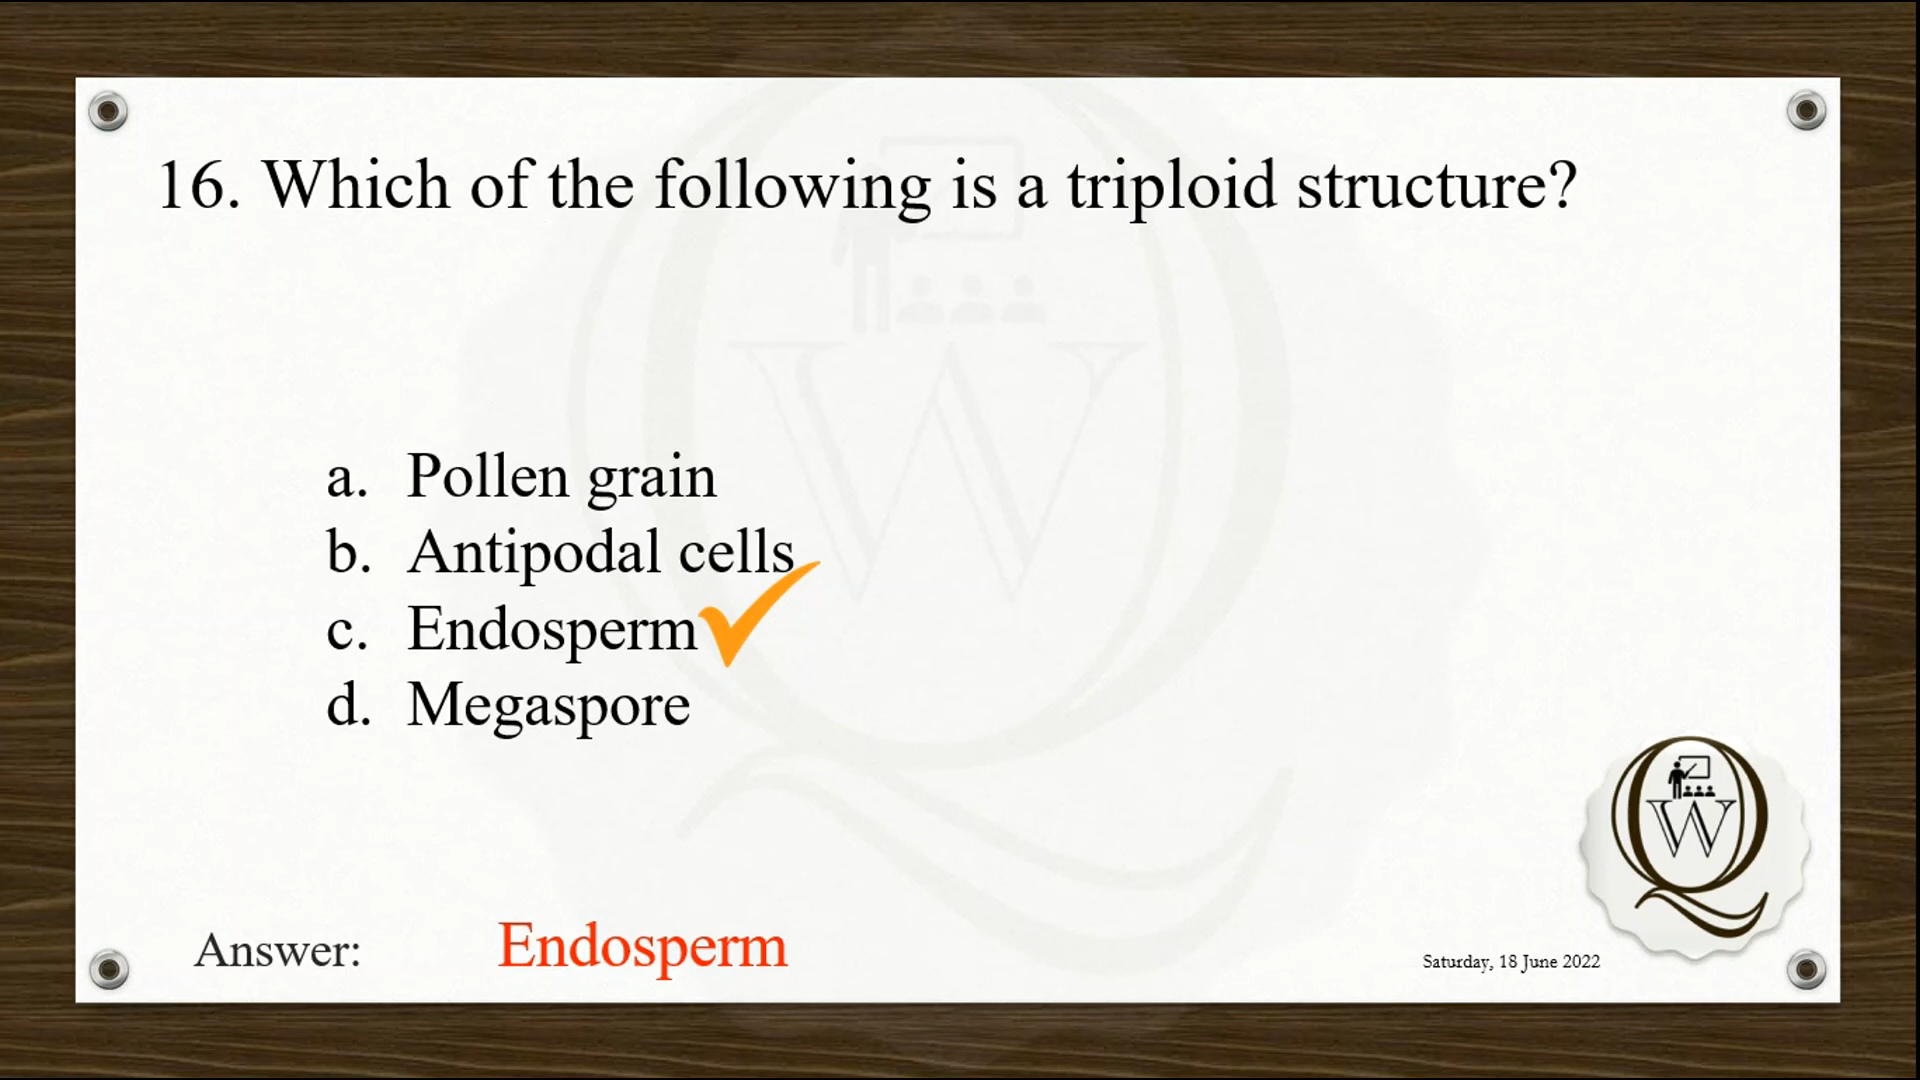 16. Which of the following is a triploid structure?
a. Pollen grain
b. Antipodal cells
c. Endosperm
d. Megaspore
Answer: Endosperm
Saturday, 18 June 2022
QW